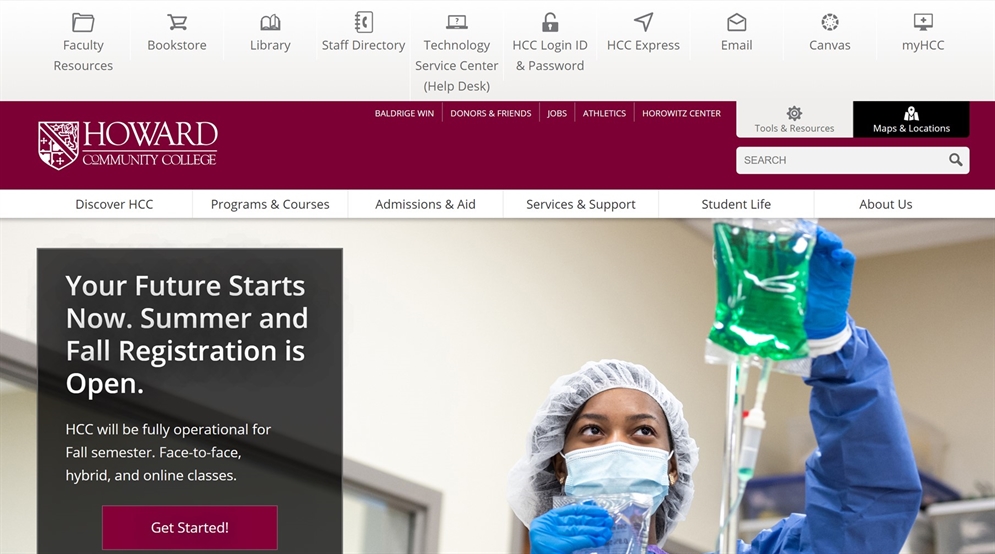 Faculty
Resources
Bookstore
Library
Staff Directory
Technology
Service Center
(Help Desk)
HCC Login ID
& Password
HCC Express
Email
Canvas
myHCC
BALDRIGE WIN
DONORS & FRIENDS
JOBS
ATHLETICS
HOROWITZ CENTER
Tools & Resources
Maps & Locations
HOWARD
COMMUNITY COLLEGE
SEARCH
Discover HCC
Programs & Courses
Admissions & Aid
Services & Support
Student Life
About Us
Your Future Starts
Now. Summer and
Fall Registration is
Open.
HCC will be fully operational for
Fall semester. Face-to-face,
hybrid, and online classes.
Get Started!